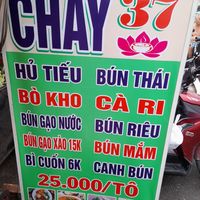 CHAY 37
HỦ TIẾU BÚN THÁI
BÒ KHO CÀ RI
BÚN GẠO NƯỚC BÚN RIÊU
BÚN GẠO XÀO 15K BÚN MẮM
BÌ CUỐN 6K CANH BÚN
25.000/TÔ